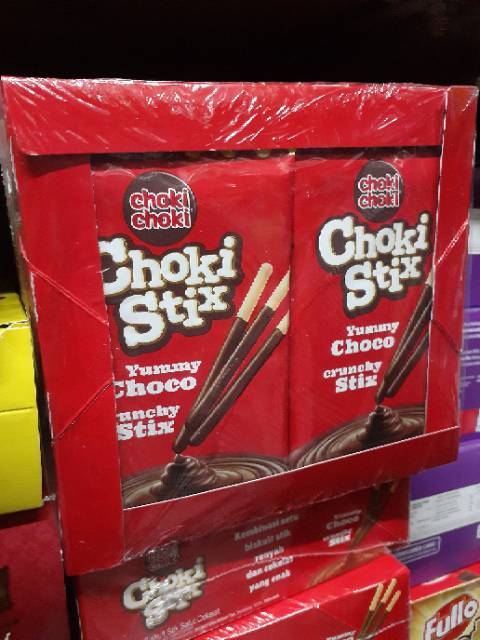 choki
choki
Choki
Stix
Yummy
Choco
crunchy
Stix
choki
choki
Choki
Stix
Yummy
Choco
crunchy
Stix
Choki
Stix
Kombinasi satu
biskuit stik
renyah
dan cokelat
yang enak
Yummy
Choco
Stix
Fullo